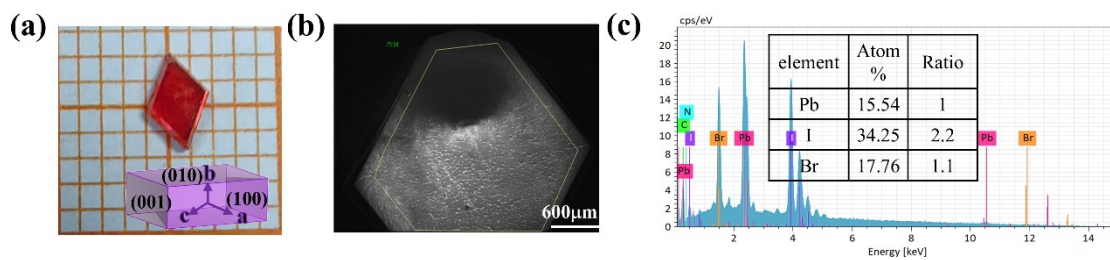 (a)
(010)
b
(001)
(100)
c
a
(b)
600μm
(c)
cps/eV
20
18
16
14
12
10
8
6
4
2
0
N
C
I
Pb
Br
Pb
I
Pb
Br
element Atom % Ratio
Pb 15.54 1
I 34.25 2.2
Br 17.76 1.1
2 4 6 8 10 12 14
Energy [keV]